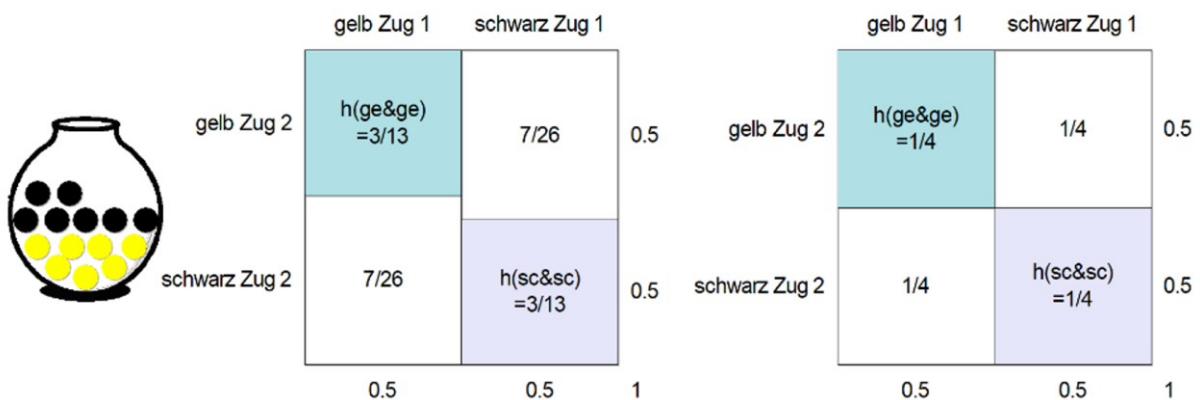 gelb Zug 1 schwarz Zug 1
gelb Zug 2
h(ge&ge)
=3/13
7/26
0.5
schwarz Zug 2
7/26
h(sc&sc)
=3/13
0.5
0.5 0.5 1
gelb Zug 1 schwarz Zug 1
gelb Zug 2
h(ge&ge)
=1/4
1/4
0.5
schwarz Zug 2
1/4
h(sc&sc)
=1/4
0.5
0.5 0.5 1